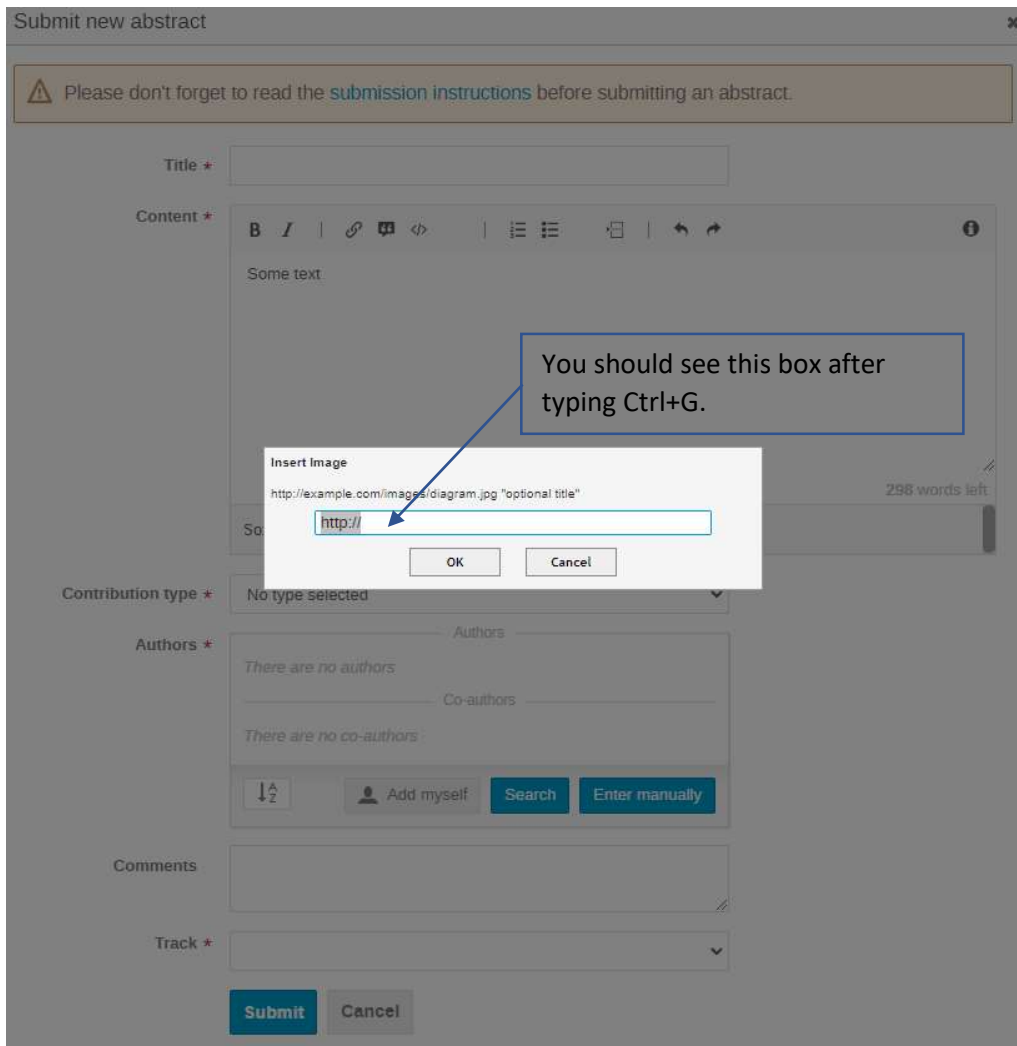 Submit new abstract
Please don't forget to read the submission instructions before submitting an abstract.
Title *
Content *
B I
Some text
You should see this box after
typing Ctrl+G.
Insert Image
http://example.com/images/diagram.jpg "optional title"
298 words left
http://
So
OK Cancel
Contribution type * No type selected
Authors * Authors
There are no authors
Co-authors
There are no co-authors
Add myself Search Enter manually
Comments
Track *
Submit Cancel